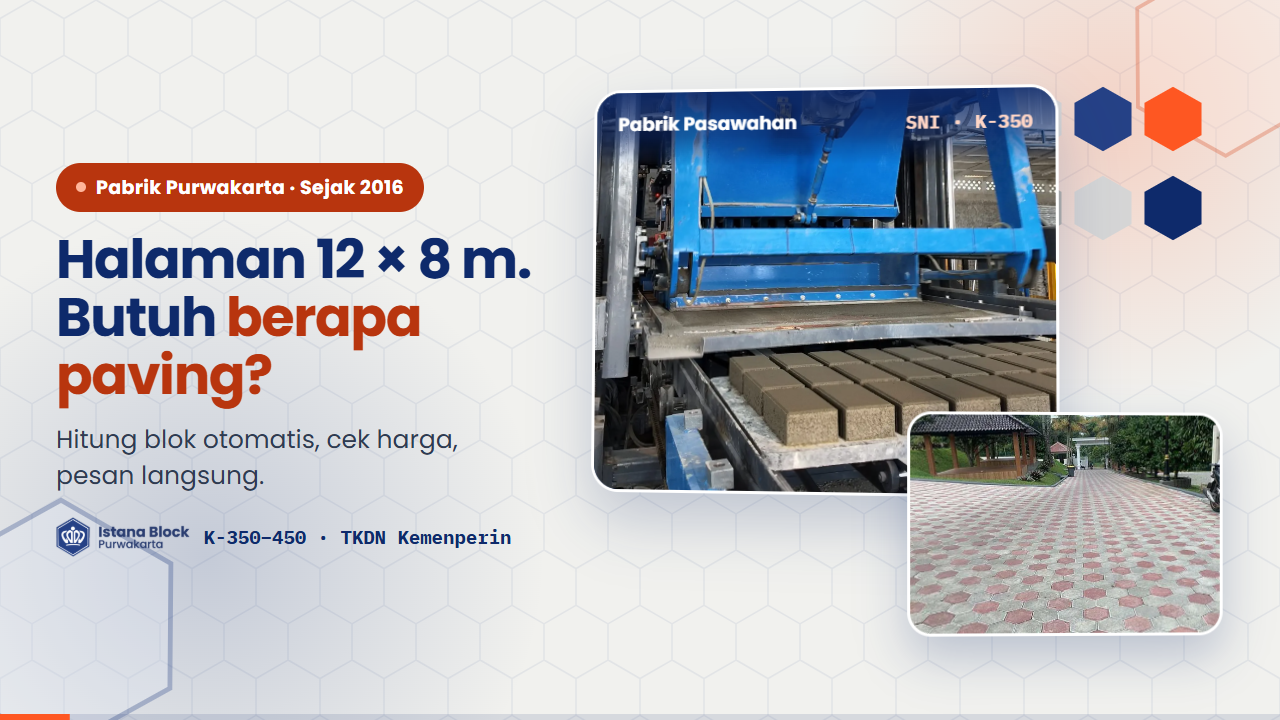 Pabrik Purwakarta · Sejak 2016
Halaman 12 × 8 m.
Butuh berapa
paving?
Hitung blok otomatis, cek harga,
pesan langsung.
Istana Block
Purwakarta
K-350–450 · TKDN Kemenperin
Pabrik Pasawahan
SNI · K-350